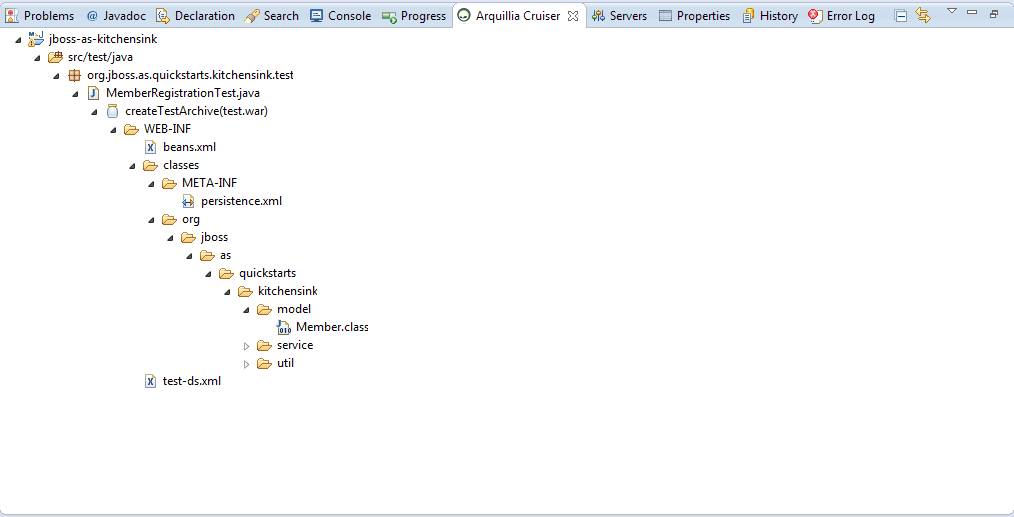 Problems @ Javadoc Declaration Search Console Progress Arquillia Cruiser Servers Properties History Error Log
jboss-as-kitchensink
src/test/java
org.jboss.as.quickstarts.kitchensink.test
MemberRegistrationTest.java
createTestArchive(test.war)
WEB-INF
beans.xml
classes
META-INF
persistence.xml
org
jboss
as
quickstarts
kitchensink
model
Member.class
service
util
test-ds.xml